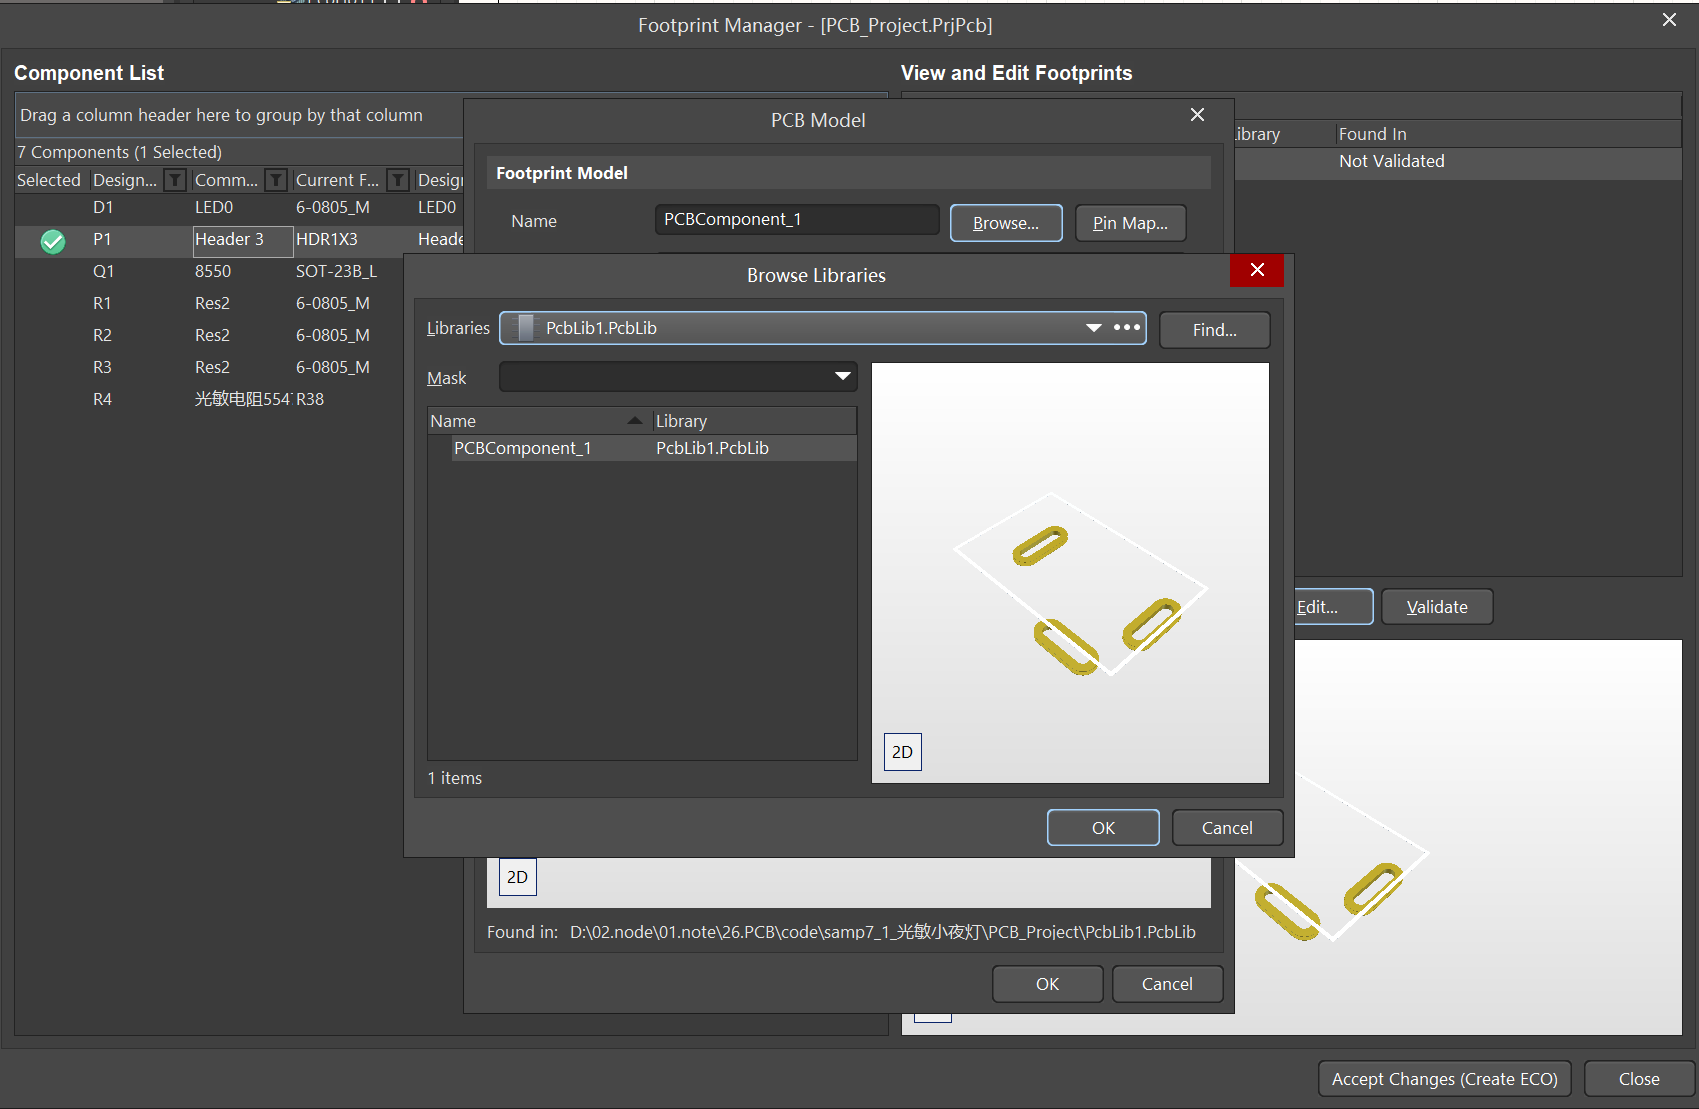 Footprint Manager - [PCB_Project.PrjPcb]
Component List
View and Edit Footprints
Drag a column header here to group by that column
7 Components (1 Selected)
Selected Design... Comm... Current F... Desig
D1 LED0 6-0805_M LED0
P1 Header 3 HDR1X3 Heade
Q1 8550 SOT-23B_L
R1 Res2 6-0805_M
R2 Res2 6-0805_M
R3 Res2 6-0805_M
R4 光敏电阻554 R38
PCB Model
Footprint Model
Name PCBComponent_1 Browse... Pin Map...
Library Found In
Not Validated
Browse Libraries
Libraries PcbLib1.PcbLib Find...
Mask
Name Library
PCBComponent_1 PcbLib1.PcbLib
2D
1 items
OK Cancel
Edit... Validate
2D
Found in: D:\02.node\01.note\26.PCB\code\samp7_1_光敏小夜灯\PCB_Project\PcbLib1.PcbLib
OK Cancel
Accept Changes (Create ECO) Close